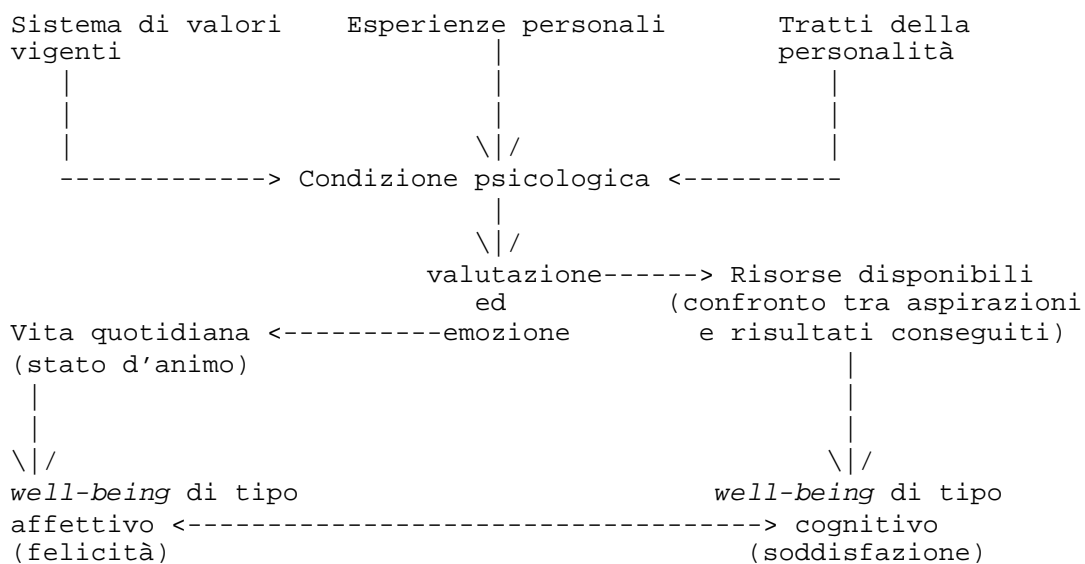 Sistema di valori Esperienze personali Tratti della
vigenti personalità
Condizione psicologica
valutazione Risorse disponibili
ed (confronto tra aspirazioni
Vita quotidiana emozione e risultati conseguiti)
(stato d'animo)
well-being di tipo well-being di tipo
affettivo cognitivo
(felicità) (soddisfazione)